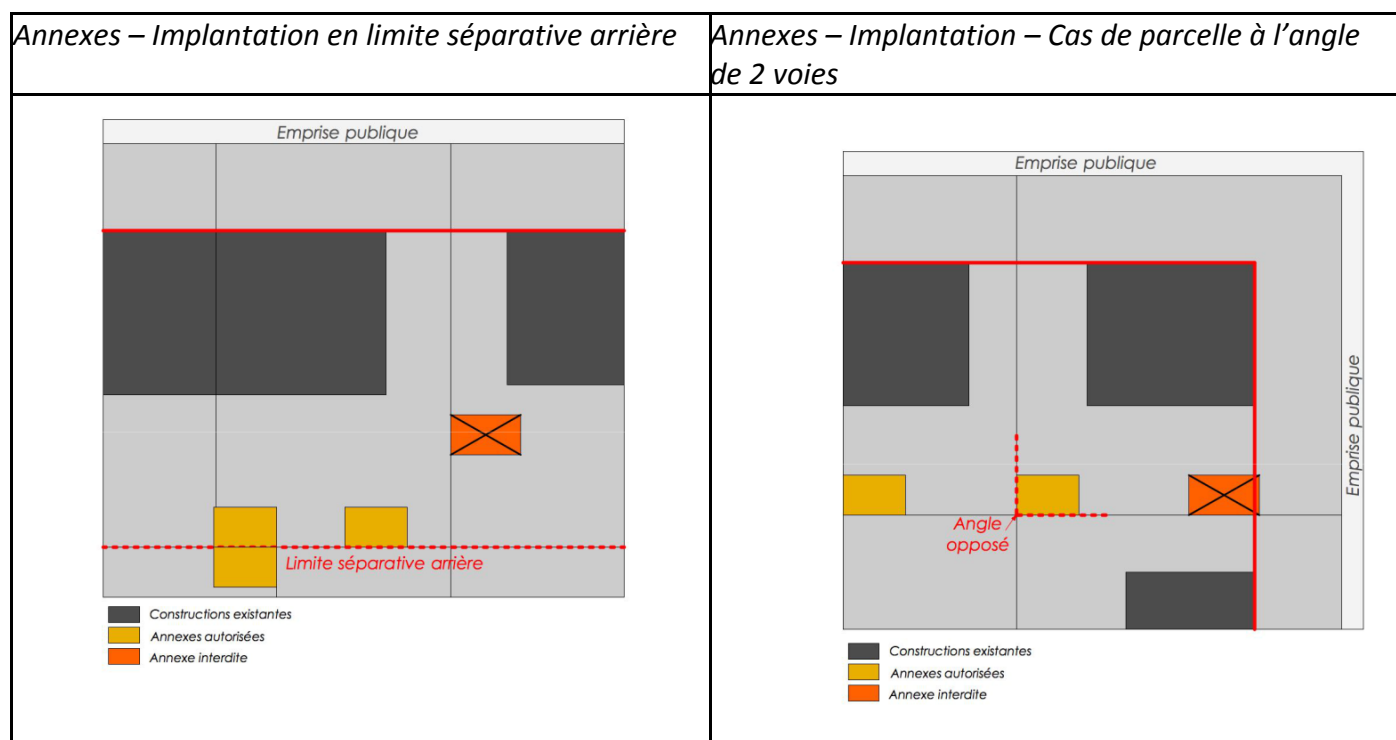 Annexes – Implantation en limite séparative arrière
Annexes – Implantation – Cas de parcelle à l’angle
de 2 voies
Emprise publique
Limite séparative arrière
Constructions existantes
Annexes autorisées
Annexe interdite
Emprise publique
Emprise publique
Angle
opposé
Constructions existantes
Annexes autorisées
Annexe interdite